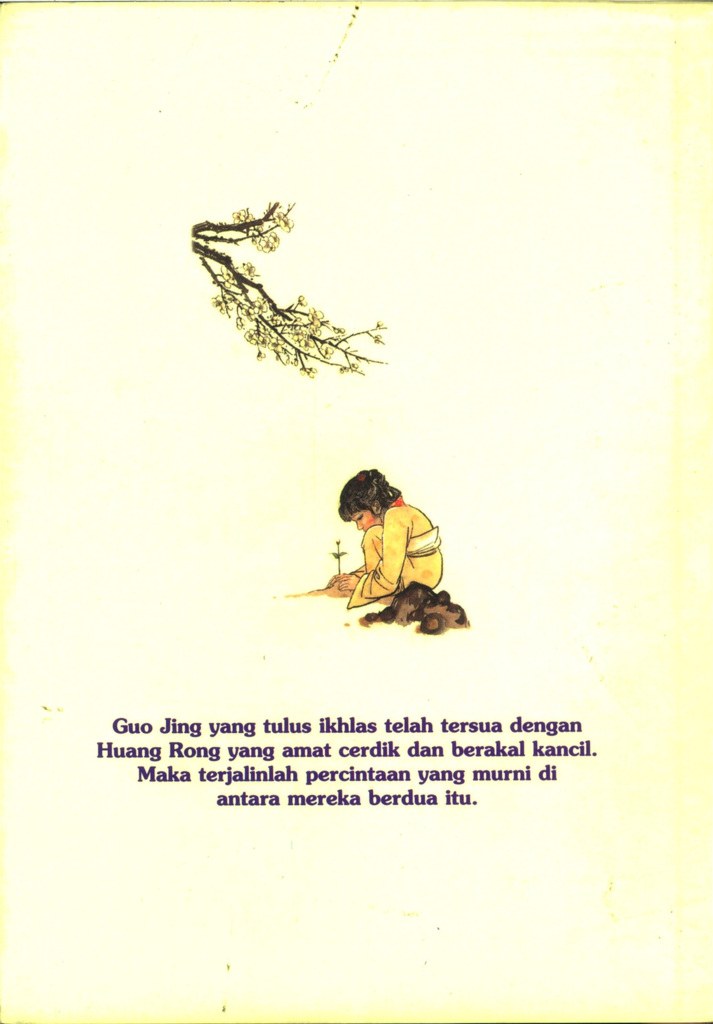 Guo Jing yang tulus ikhlas telah tersua dengan
Huang Rong yang amat cerdik dan berakal kancil.
Maka terjalinlah percintaan yang murni di
antara mereka berdua itu.